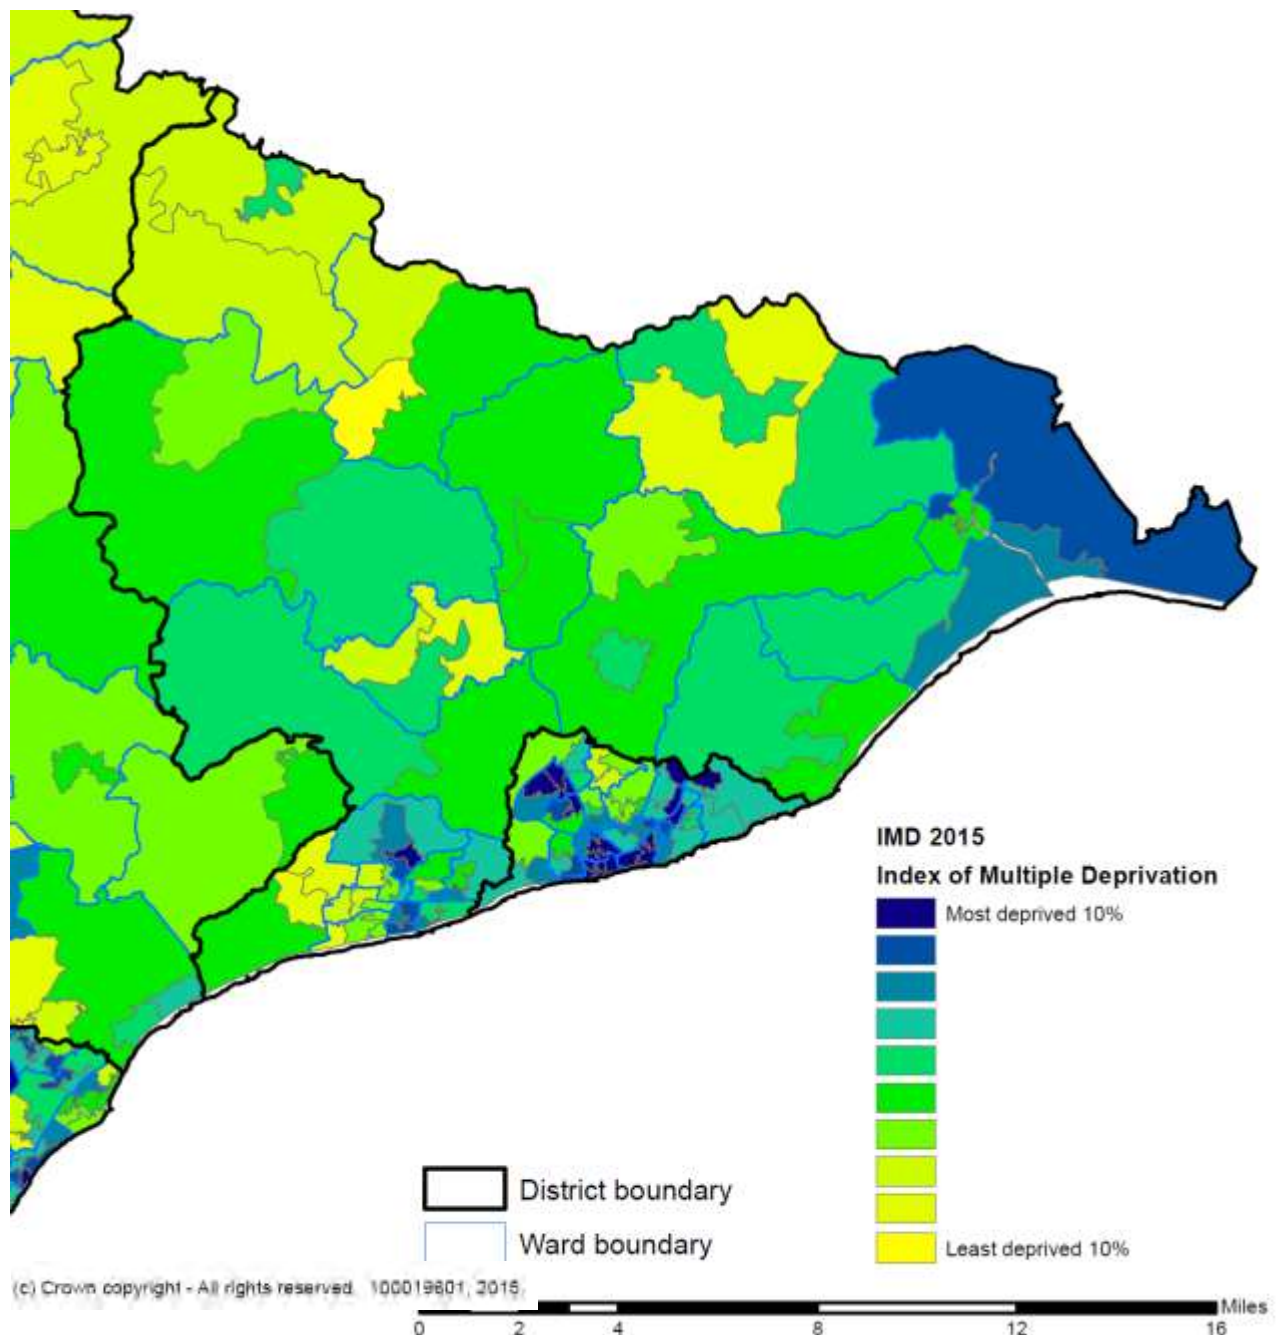 IMD 2015
Index of Multiple Deprivation
Most deprived 10%
Least deprived 10%
District boundary
Ward boundary
(c) Crown copyright - All rights reserved. 100019601, 2015.
Miles
0 2 4 8 12 16